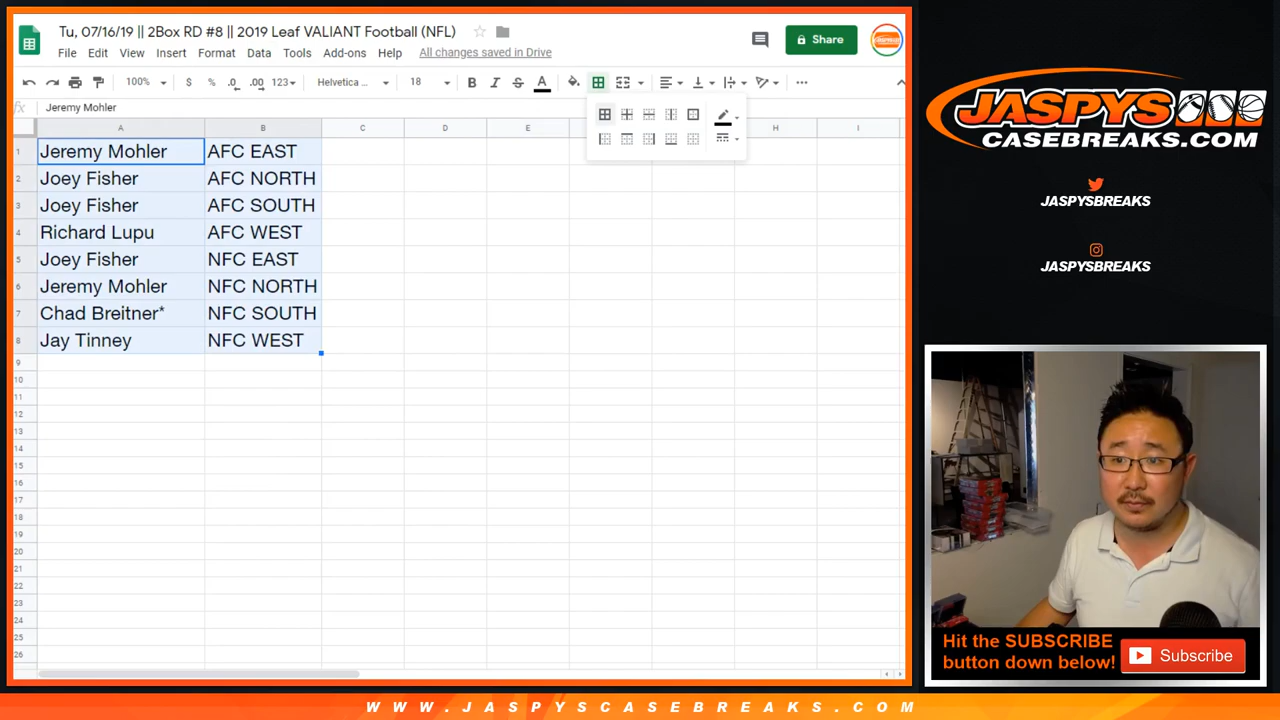 Tu, 07/16/19 || 2Box RD #8 || 2019 Leaf VALIANT Football (NFL)
File Edit View Insert Format Data Tools Add-ons Help All changes saved in Drive
Share
100% $ % .0 .00 123 Helvetica ... 18 B I S A
fx Jeremy Mohler
A B C D E H I
1 Jeremy Mohler AFC EAST
2 Joey Fisher AFC NORTH
3 Joey Fisher AFC SOUTH
4 Richard Lupu AFC WEST
5 Joey Fisher NFC EAST
6 Jeremy Mohler NFC NORTH
7 Chad Breitner* NFC SOUTH
8 Jay Tinney NFC WEST
9
10
11
12
13
14
15
16
17
18
19
20
21
22
23
24
25
26
JASPYS
CASEBREAKS.COM
JASPYSBREAKS
JASPYSBREAKS
Hit the SUBSCRIBE
button down below!
Subscribe
WWW.JASPYSCASEBREAKS.COM